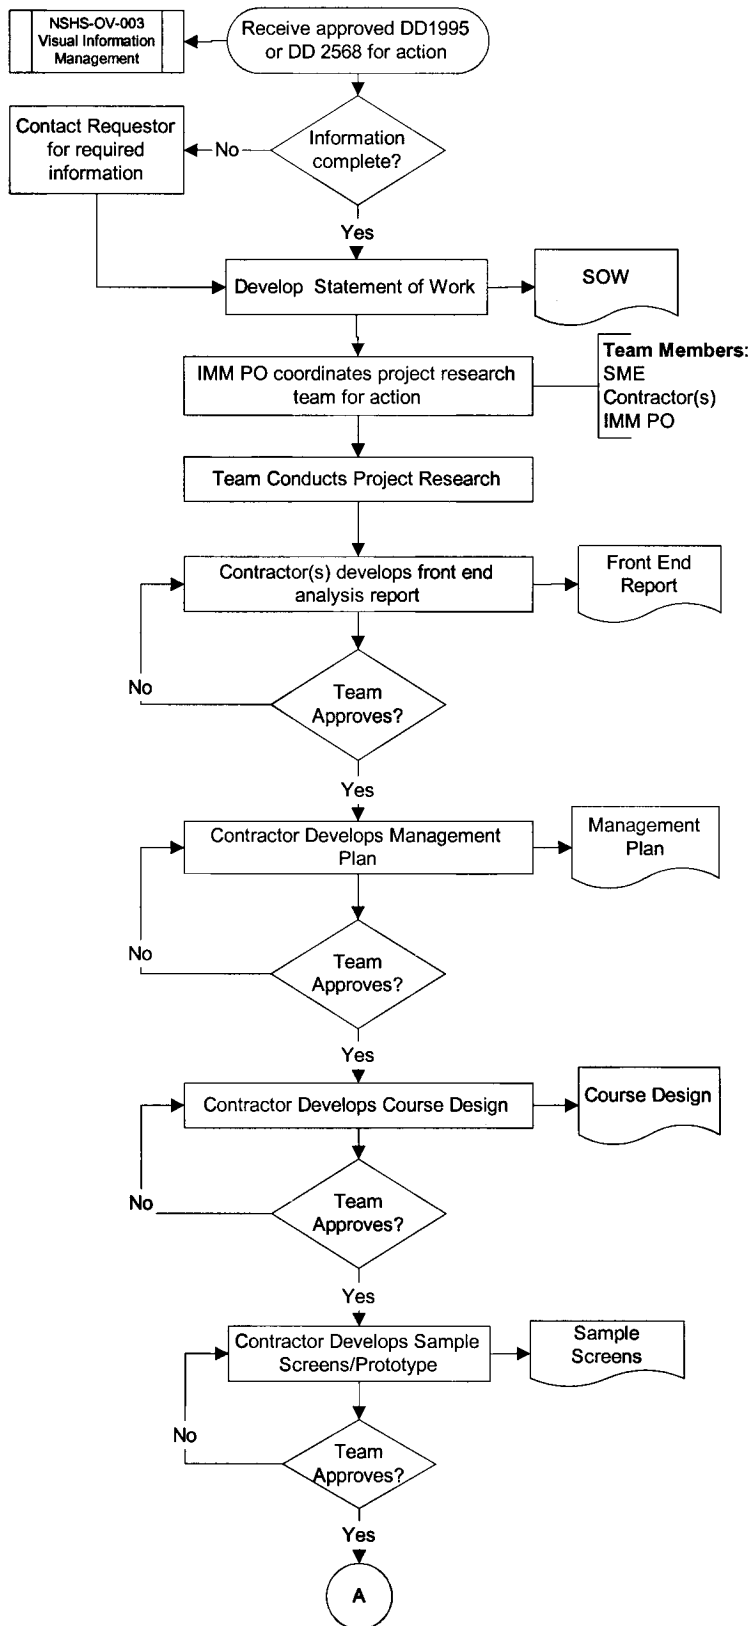 NSHS-OV-003
Visual Information
Management
Receive approved DD1995
or DD 2568 for action
Contact Requestor
for required
information
No
Information
complete?
Yes
Develop Statement of Work
SOW
IMM PO coordinates project research
team for action
Team Members:
SME
Contractor(s)
IMM PO
Team Conducts Project Research
Contractor(s) develops front end
analysis report
Front End
Report
No
Team
Approves?
Yes
Contractor Develops Management
Plan
Management
Plan
No
Team
Approves?
Yes
Contractor Develops Course Design
Course Design
No
Team
Approves?
Yes
Contractor Develops Sample
Screens/Prototype
Sample
Screens
No
Team
Approves?
Yes
A